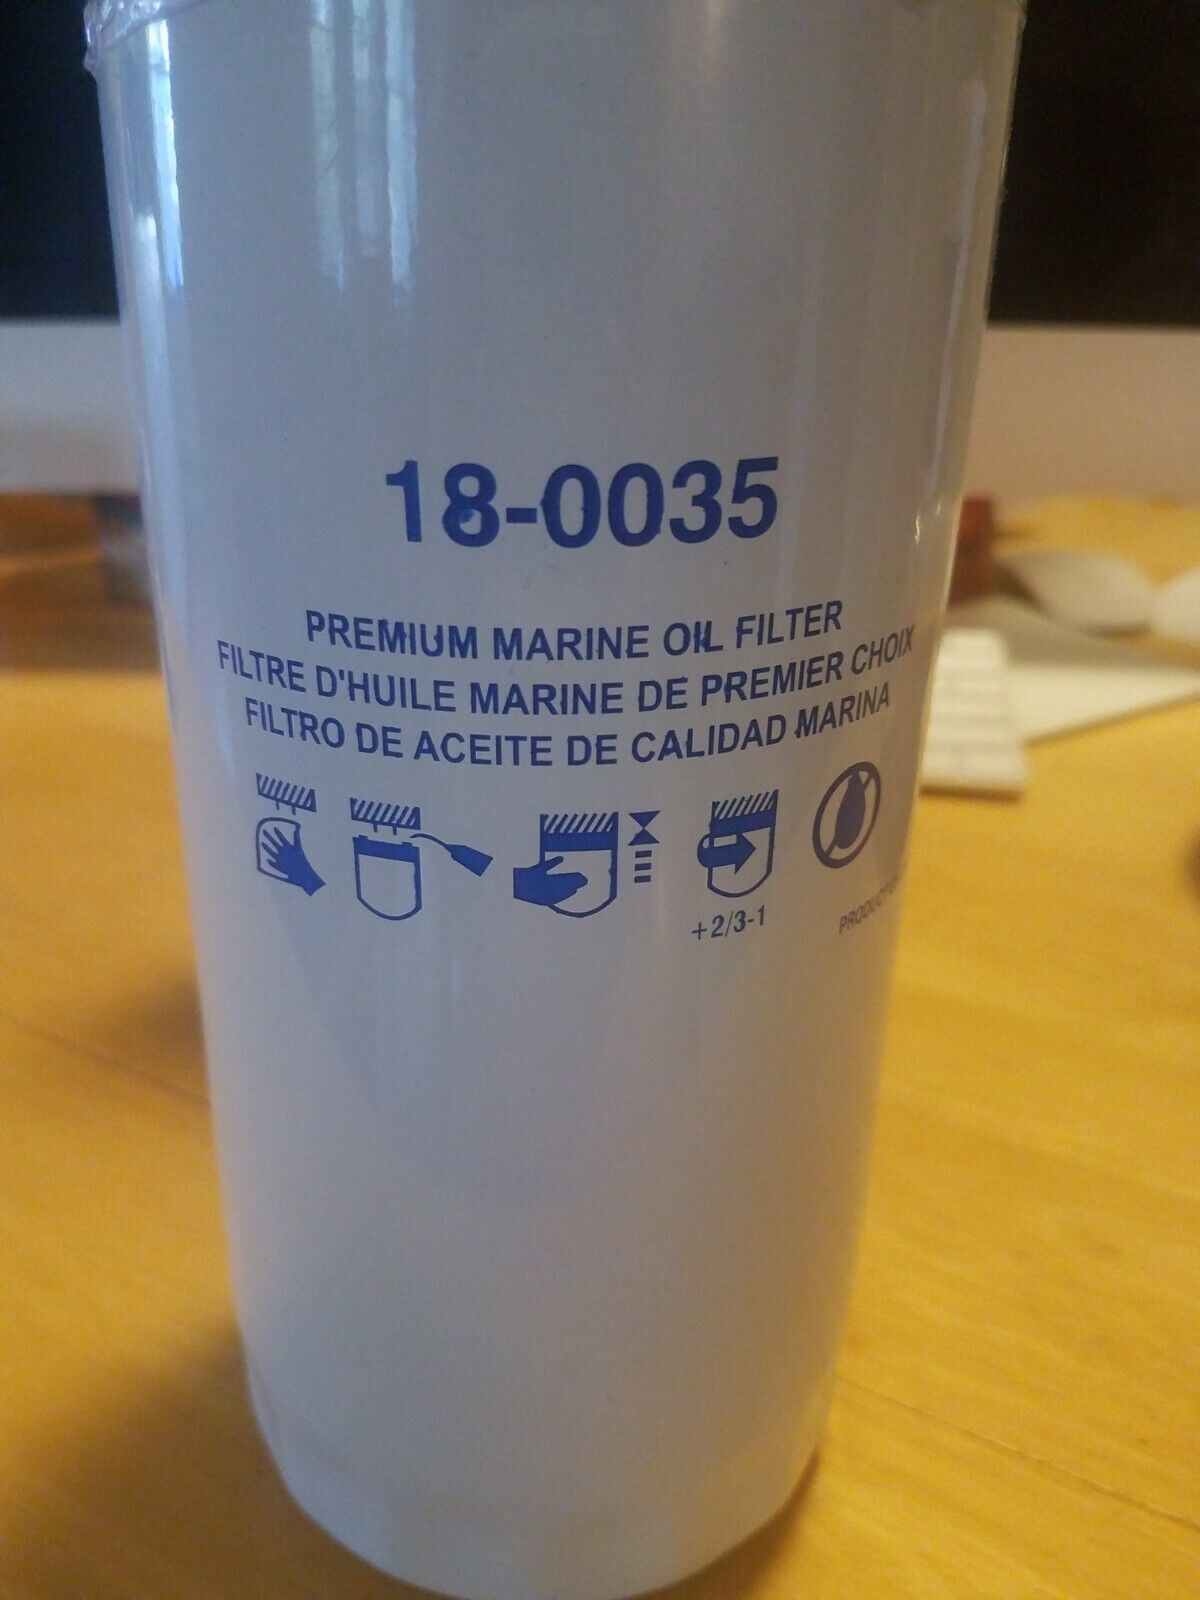 18-0035
PREMIUM MARINE OIL FILTER
FILTRE D'HUILE MARINE DE PREMIER CHOIX
FILTRO DE ACEITE DE CALIDAD MARINA
+2/3-1
PRODUCT